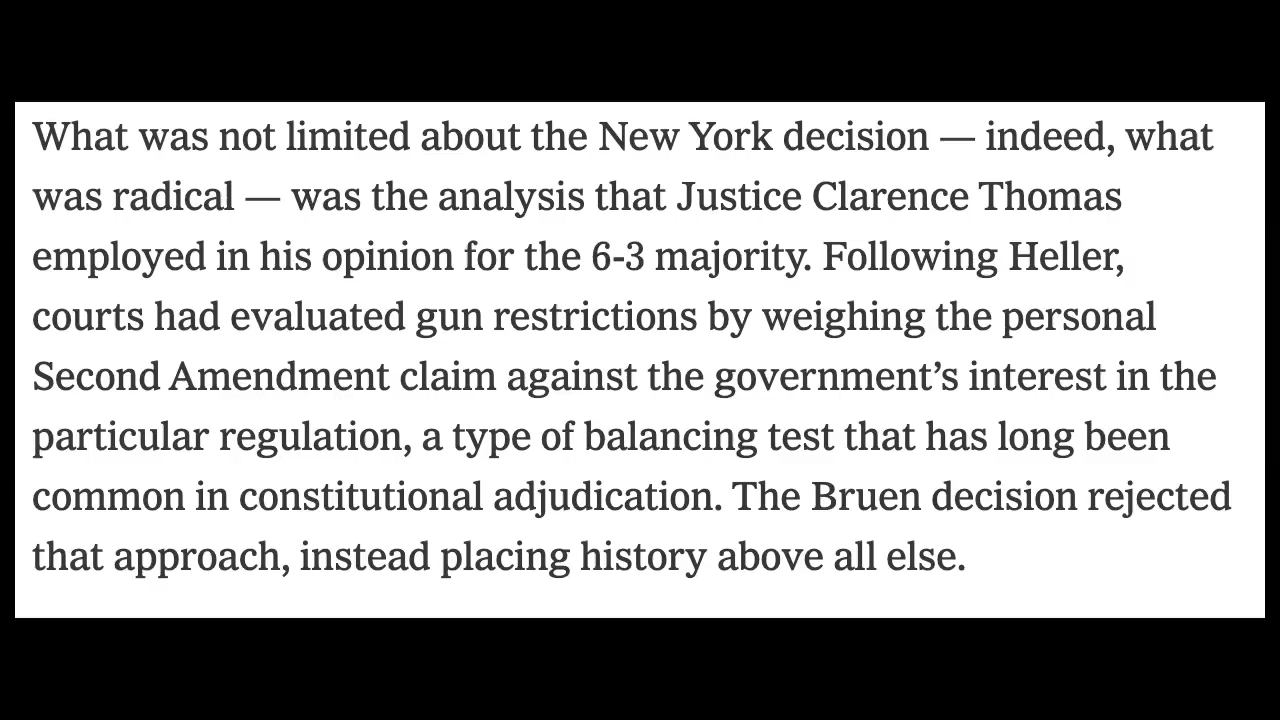 What was not limited about the New York decision — indeed, what
was radical — was the analysis that Justice Clarence Thomas
employed in his opinion for the 6-3 majority. Following Heller,
courts had evaluated gun restrictions by weighing the personal
Second Amendment claim against the government’s interest in the
particular regulation, a type of balancing test that has long been
common in constitutional adjudication. The Bruen decision rejected
that approach, instead placing history above all else.